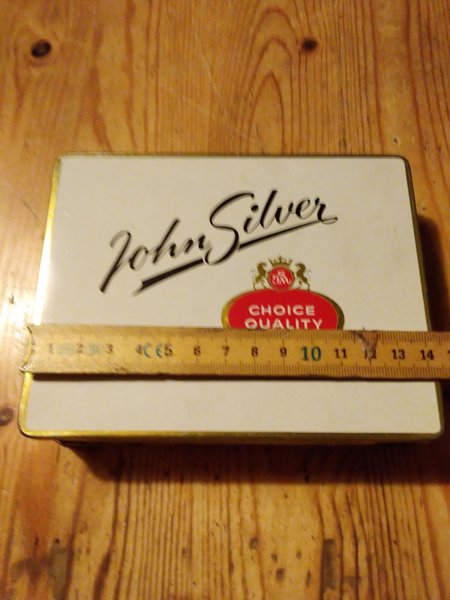 John Silver
CHOICE
QUALITY
1 2 3 4 5 6 7 8 9 10 11 12 13 14